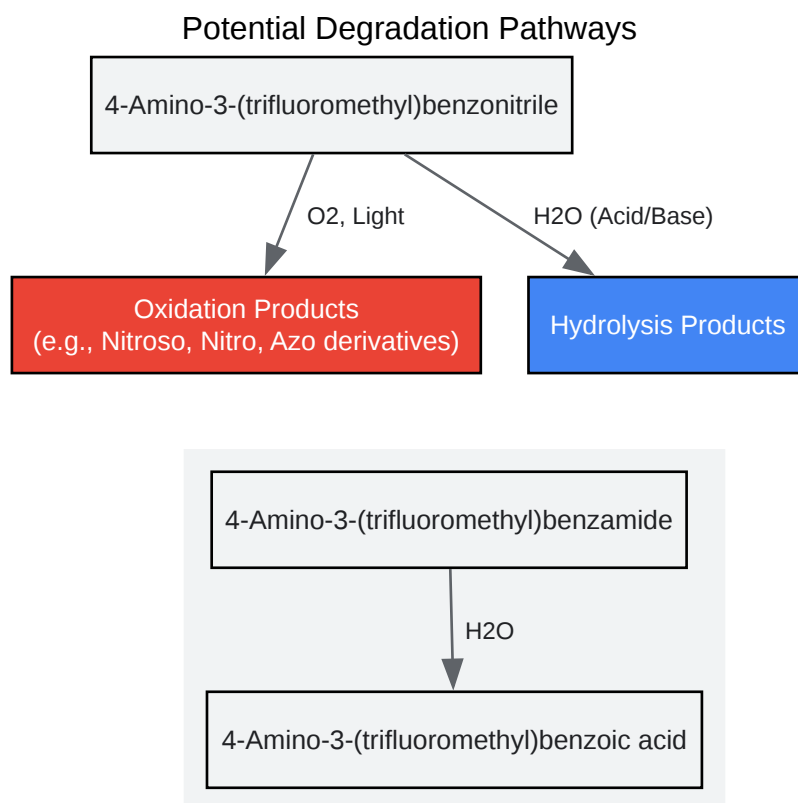 Potential Degradation Pathways
4-Amino-3-(trifluoromethyl)benzonitrile
O2, Light
H2O (Acid/Base)
Oxidation Products
(e.g., Nitroso, Nitro, Azo derivatives)
Hydrolysis Products
4-Amino-3-(trifluoromethyl)benzamide
H2O
4-Amino-3-(trifluoromethyl)benzoic acid